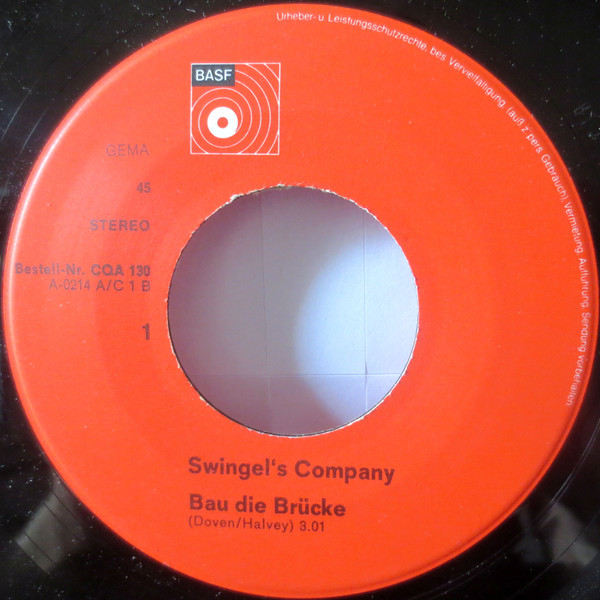 Urheber- u Leistungsschutzrechte, bes Vervielfältigung, (auß z pers Gebrauch), Vermietung, Aufführung, Sendung vorbehalten
BASF
GEMA
45
STEREO
Bestell-Nr. CQA 130
A-0214 A/C 1 B
1
Swingel's Company
Bau die Brücke
(Doven/Halvey) 3.01